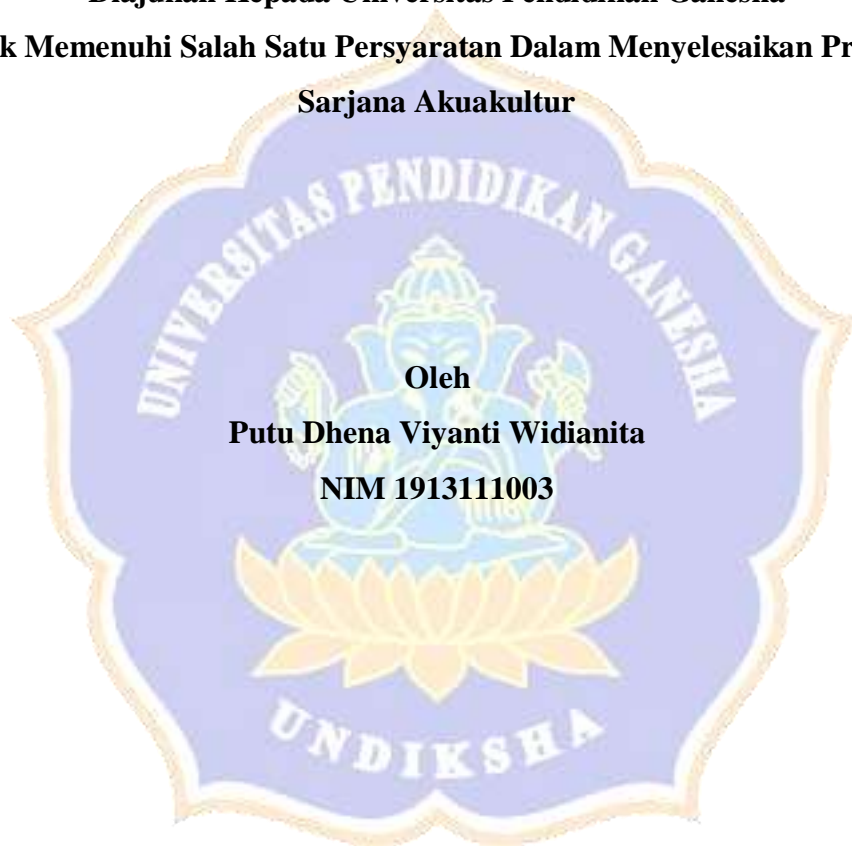 Diajukan Kepada Universitas Pendidikan Ganesha
k Memenuhi Salah Satu Persyaratan Dalam Menyelesaikan Pr
Sarjana Akuakultur
UNIVERSITAS PENDIDIKAN GANESHA
Oleh
Putu Dhena Viyanti Widianita
NIM 1913111003
UNDIKSHA